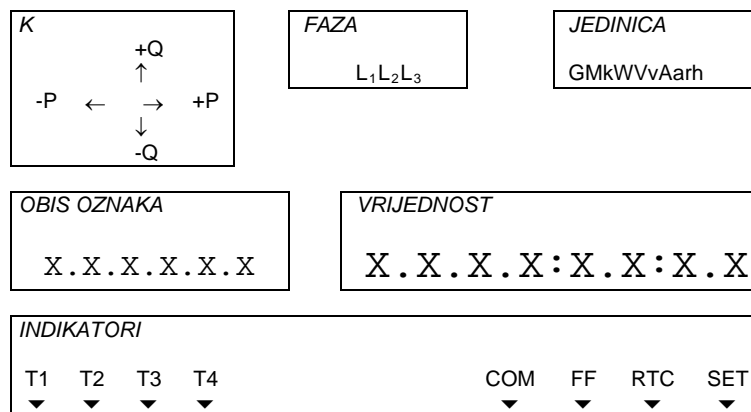 K
+Q
↑
-P ← → +P
↓
-Q
FAZA
L₁L₂L₃
JEDINICA
GMkWVvAarh
OBIS OZNAKA
X.X.X.X.X.X
VRIJEDNOST
X.X.X.X:X.X:X.X
INDIKATORI
T1 T2 T3 T4 COM FF RTC SET